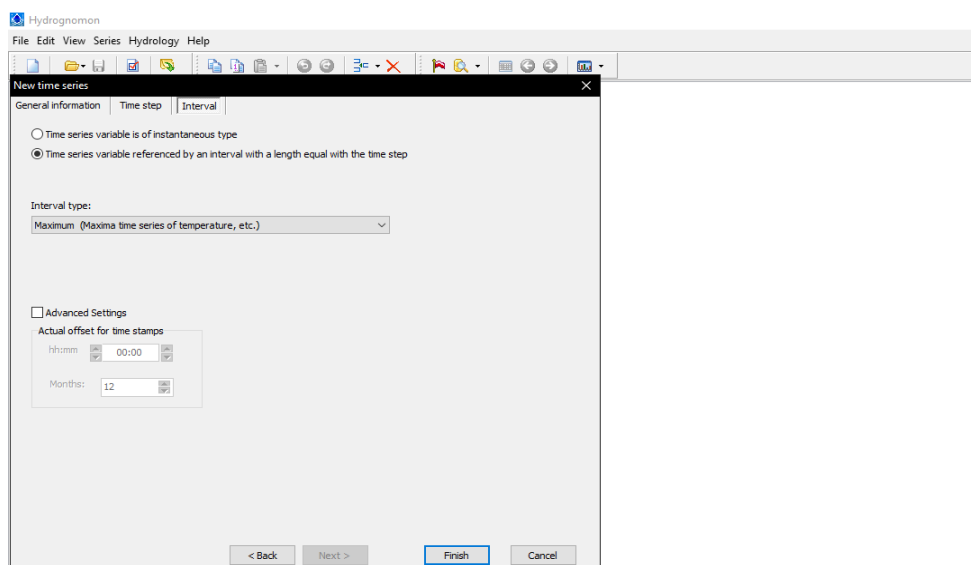 Hydrognomon
File Edit View Series Hydrology Help
New time series
General information Time step Interval
Time series variable is of instantaneous type
Time series variable referenced by an interval with a length equal with the time step
Interval type:
Maximum (Maxima time series of temperature, etc.)
Advanced Settings
Actual offset for time stamps
hh:mm 00:00
Months: 12
< Back Next > Finish Cancel